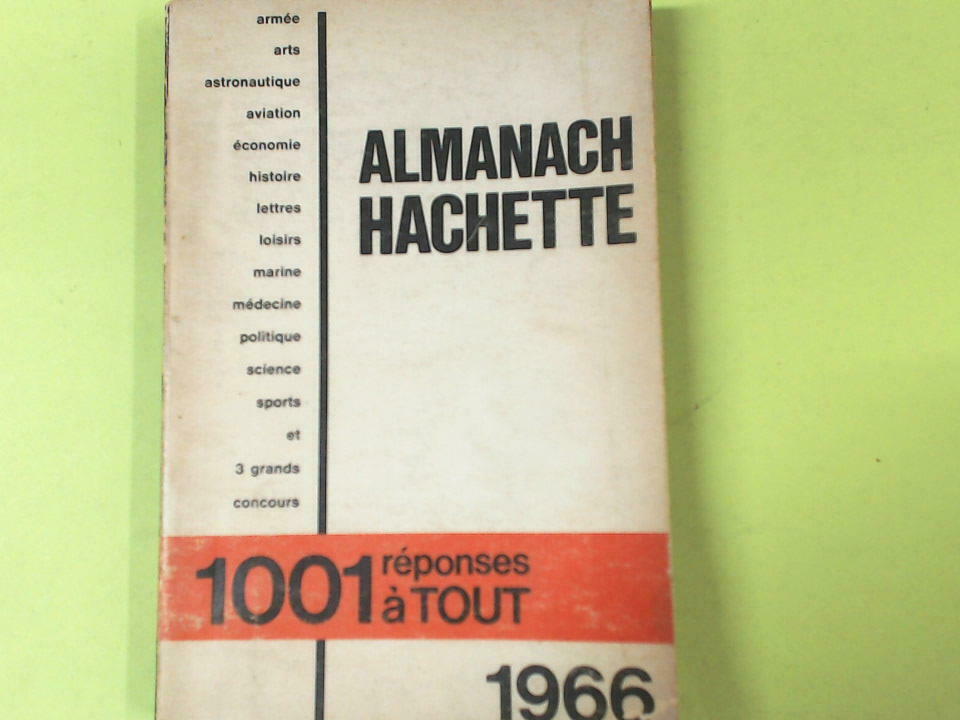 armée
arts
astronautique
aviation
économie
histoire
lettres
loisirs
marine
médecine
politique
science
sports
et
3 grands
concours
ALMANACH
HACHETTE
1001 réponses
à TOUT
1966